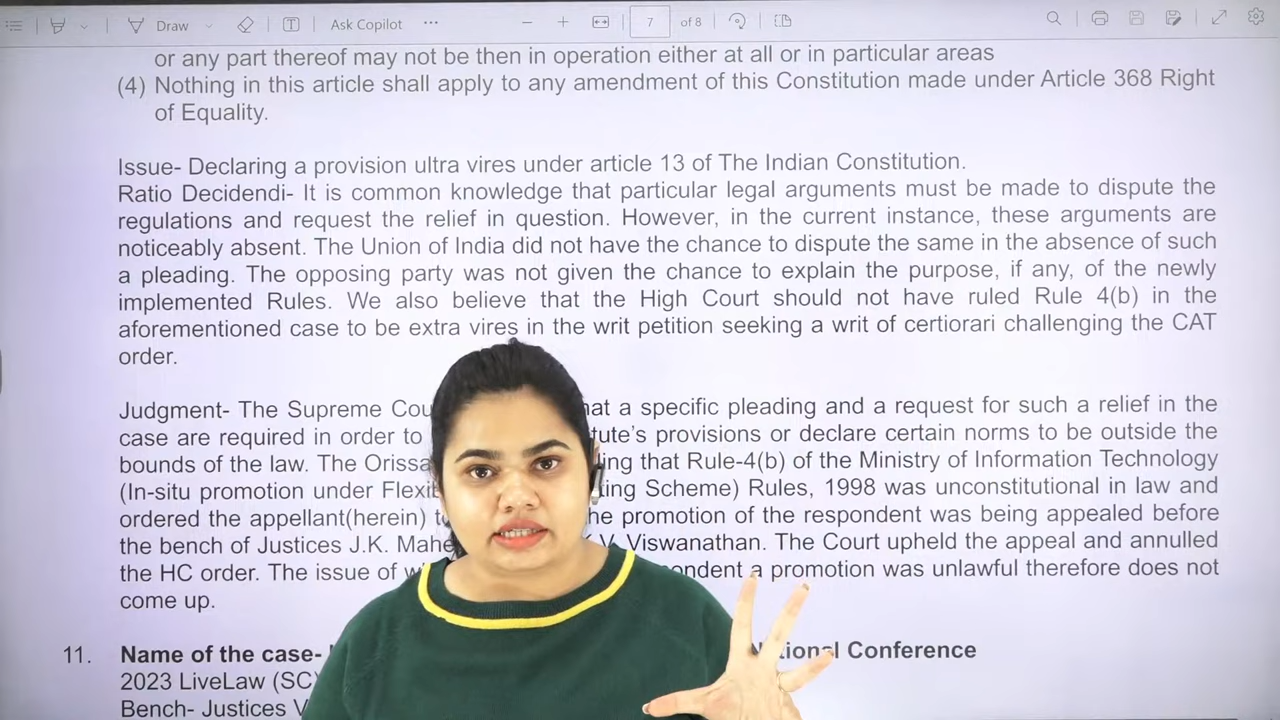 Draw
Ask Copilot
7 of 8
or any part thereof may not be then in operation either at all or in particular areas
(4) Nothing in this article shall apply to any amendment of this Constitution made under Article 368 Right
of Equality.
Issue- Declaring a provision ultra vires under article 13 of The Indian Constitution.
Ratio Decidendi- It is common knowledge that particular legal arguments must be made to dispute the
regulations and request the relief in question. However, in the current instance, these arguments are
noticeably absent. The Union of India did not have the chance to dispute the same in the absence of such
a pleading. The opposing party was not given the chance to explain the purpose, if any, of the newly
implemented Rules. We also believe that the High Court should not have ruled Rule 4(b) in the
aforementioned case to be extra vires in the writ petition seeking a writ of certiorari challenging the CAT
order.
Judgment- The Supreme a specific pleading and a request for such a relief in the
case are required in order to provisions or declare certain norms to be outside the
bounds of the law. The Orissa that Rule-4(b) of the Ministry of Information Technology
(In-situ promotion under Scheme) Rules, 1998 was unconstitutional in law and
ordered the appellant(herein) the promotion of the respondent was being appealed before
the bench of Justices J.K. V. Viswanathan. The Court upheld the appeal and annulled
the HC order. The issue of a promotion was unlawful therefore does not
come up.
11. Name of the case- Conference
2023 LiveLaw (SC)
Bench- Justices